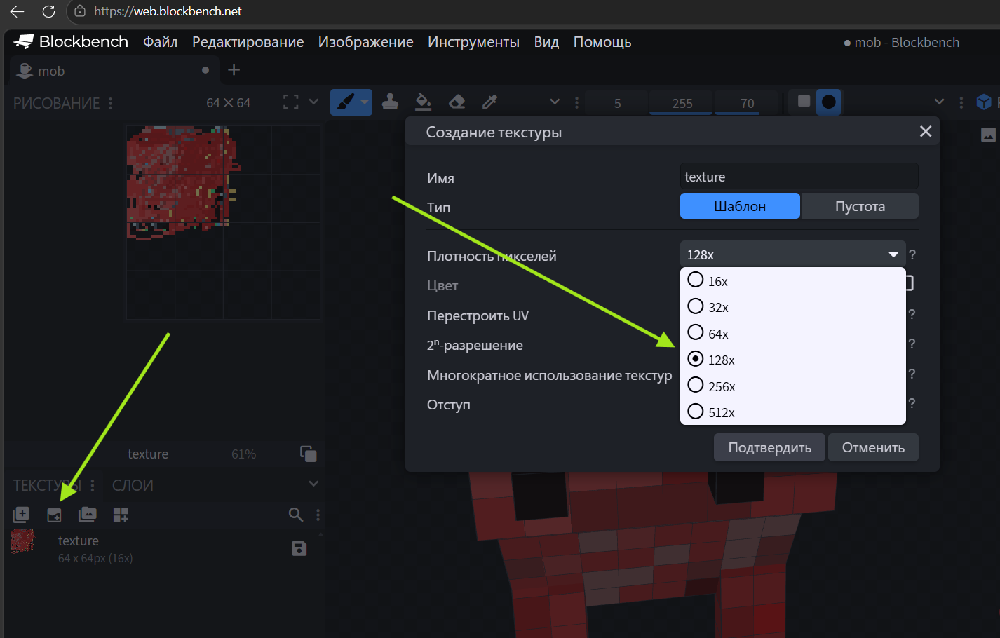 https://web.blockbench.net
Blockbench Файл Редактирование Изображение Инструменты Вид Помощь ● mob - Blockbench
mob
РИСОВАНИЕ 64×64 5 255 70
Создание текстуры
Имя texture
Тип Шаблон Пустота
Плотность пикселей 128x ?
Цвет
16x
32x
Перестроить UV ?
64x
2ⁿ-разрешение ?
128x
Многократное использование текстур ?
256x
Отступ ?
512x
Подтвердить Отменить
texture 61%
ТЕКСТУРЫ СЛОИ
texture
64 x 64px (16x)